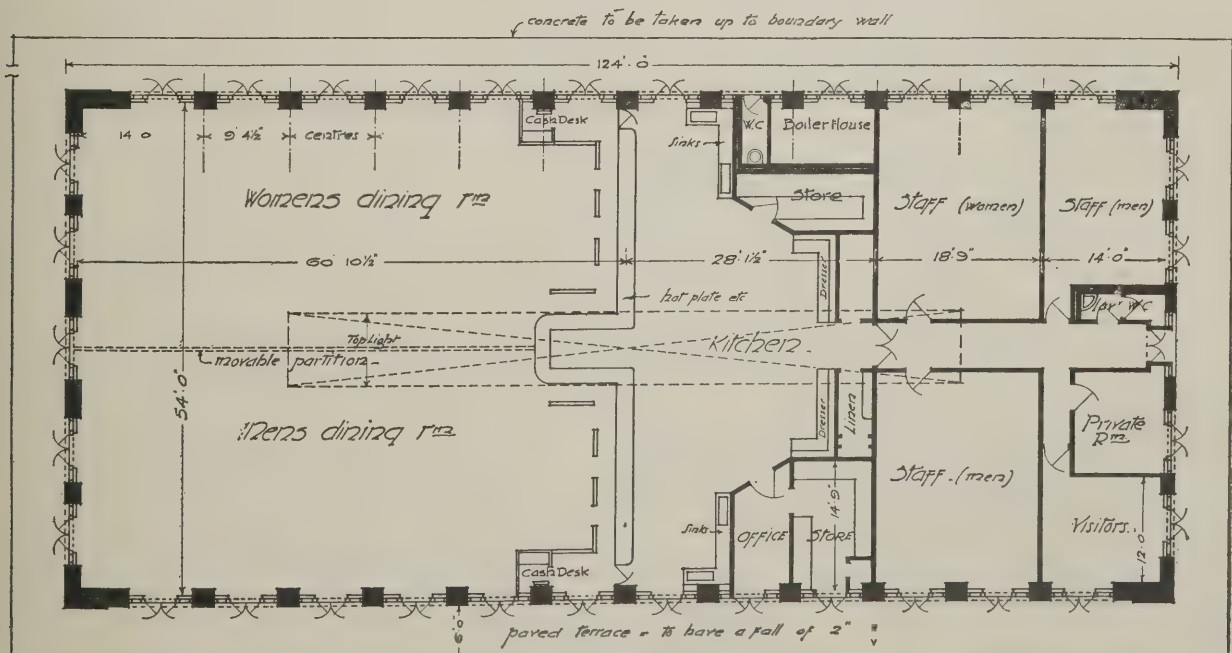 concrete to be taken up to boundary wall
124'.0
14.0
9'.4½"
centres
Cash Desk
Sinks
W.C
Boiler House
Store
Womens dining rm
Staff (women)
Staff (men)
60'.10½"
28'.1½"
18'.9"
14'.0"
Dresser
hot plate etc
W.C
Top Light
movable partition
Kitchen.
54'.0"
Mens dining rm
Dresser
Linen
Private
Rm
Staff.(men)
14'.9"
Sinks
OFFICE
STORE
Visitors.
12'.0"
Cash Desk
6'.0
paved terrace = to have a fall of 2"